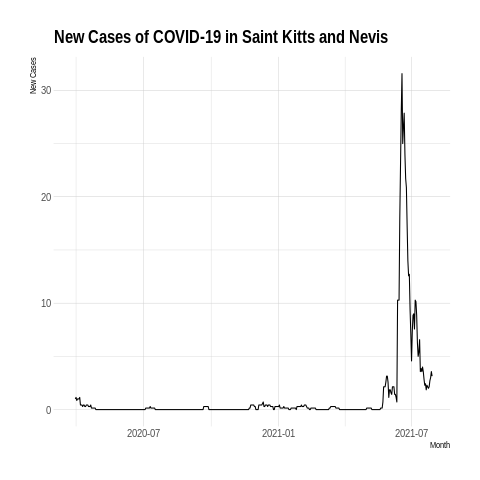 New Cases of COVID-19 in Saint Kitts and Nevis
New Cases
30
20
10
0
2020-07
2021-01
2021-07
Month